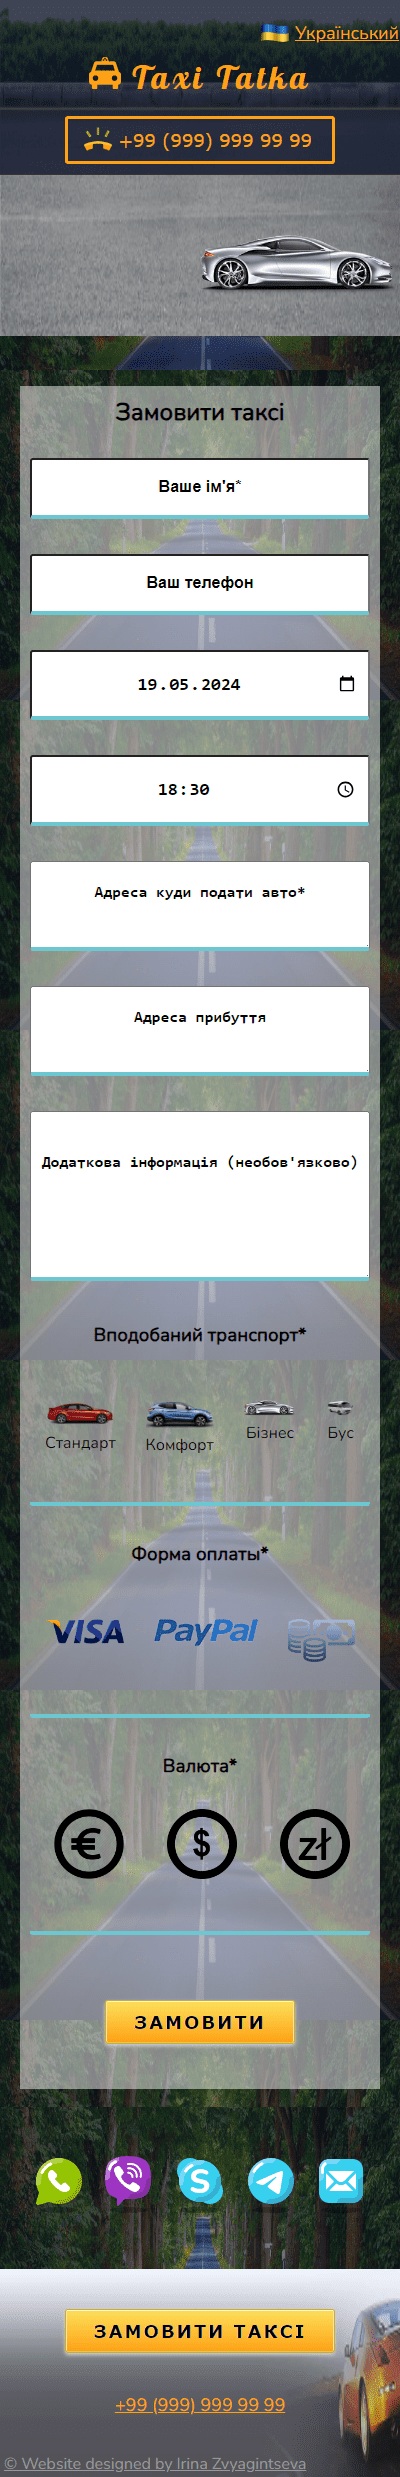 Український
Taxi Tatka
+99 (999) 999 99 99
Замовити таксі
Ваше ім'я*
Ваш телефон
19.05.2024
18:30
Адреса куди подати авто*
Адреса прибуття
Додаткова інформація (необов'язково)
Вподобаний транспорт*
Стандарт Комфорт Бізнес Бус
Форма оплаты*
VISA PayPal
Валюта*
€ $ zł
ЗАМОВИТИ
ЗАМОВИТИ ТАКСІ
+99 (999) 999 99 99
© Website designed by Irina Zvyagintseva